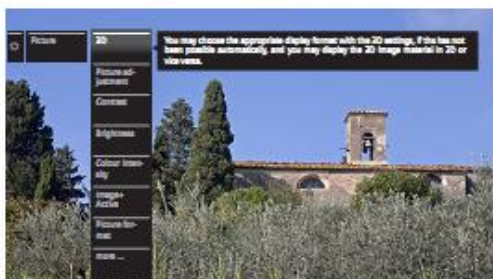 Picture
3D
You may choose the appropriate display format with the 3D settings, if this has not
been possible automatically, and you may display the 3D image material in 2D or
vice versa.
Picture ad-
justment
Contrast
Brightness
Colour inten-
sity
Image+
Active
Picture for-
mat
more ...